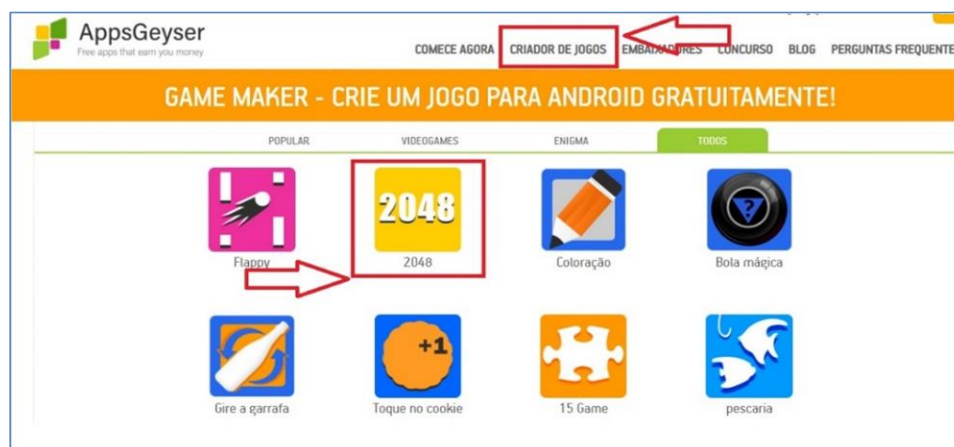 AppsGeyser
Free apps that earn you money
COMECE AGORA CRIADOR DE JOGOS EMBAIXADORES CONCURSO BLOG PERGUNTAS FREQUENTE
GAME MAKER - CRIE UM JOGO PARA ANDROID GRATUITAMENTE!
POPULAR VIDEOGAMES ENIGMA TODOS
2048
?
Flappy 2048 Coloração Bola mágica
+1
Gire a garrafa Toque no cookie 15 Game pescaria